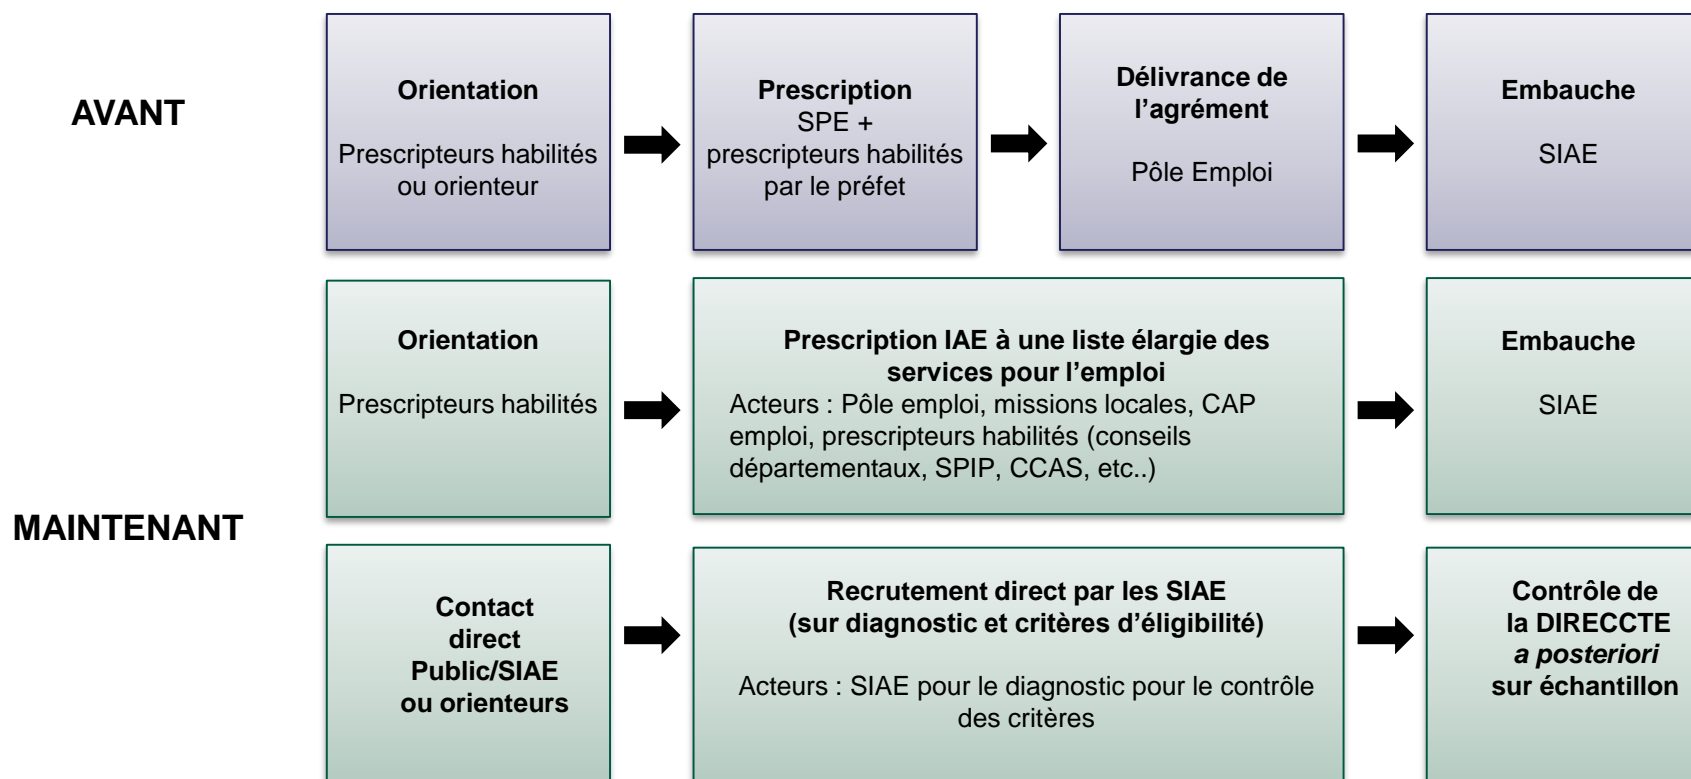 AVANT
Orientation
Prescripteurs habilités
ou orienteur
Prescription
SPE +
prescripteurs habilités
par le préfet
Délivrance de
l’agrément
Pôle Emploi
Embauche
SIAE
MAINTENANT
Orientation
Prescripteurs habilités
Prescription IAE à une liste élargie des
services pour l’emploi
Acteurs : Pôle emploi, missions locales, CAP
emploi, prescripteurs habilités (conseils
départementaux, SPIP, CCAS, etc..)
Embauche
SIAE
Contact
direct
Public/SIAE
ou orienteurs
Recrutement direct par les SIAE
(sur diagnostic et critères d’éligibilité)
Acteurs : SIAE pour le diagnostic pour le contrôle
des critères
Contrôle de
la DIRECCTE
a posteriori
sur échantillon